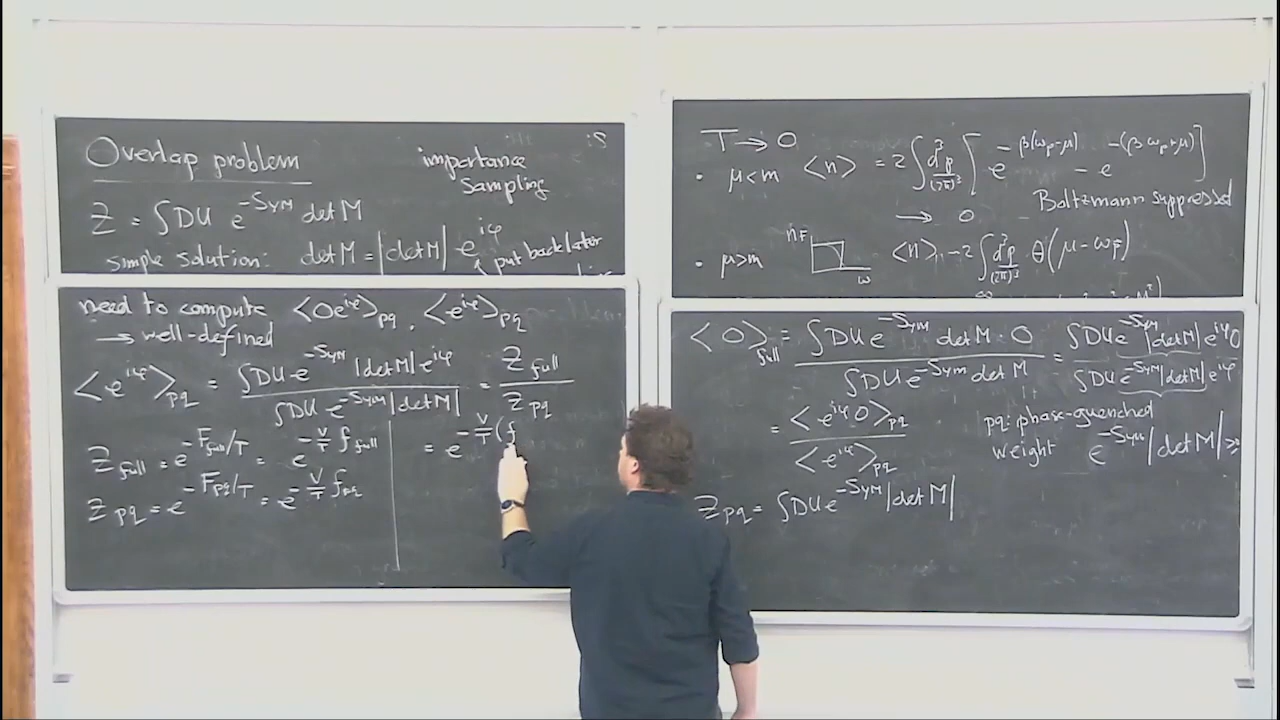 Overlap problem
importance
sampling
Z = ∫DU e^{-S_YM} det M
simple solution: det M = |det M| e^{iφ}
↑ put back later
need to compute <O e^{iφ}>_pq, <e^{iφ}>_pq
→ well-defined
<e^{iφ}>_pq = ∫DU e^{-S_YM} |det M| e^{iφ} / ∫DU e^{-S_YM} |det M| = Z_full / Z_pq
Z_full = e^{-F_full/T} = e^{-V/T f_full}
= e^{-V/T (f
Z_pq = e^{-F_pq/T} = e^{-V/T f_pq}
T → 0
• μ<m <n> = 2∫ d³p/(2π)³ [ e^{-β(ω_p-μ)} - e^{-(βω_p+μ)} ]
→ 0 Boltzmann suppressed
• μ>m n_F ω <n> → 2∫ d³p/(2π)³ θ(μ-ω_p)
<O>_full = ∫DU e^{-S_YM} det M · O / ∫DU e^{-S_YM} det M = ∫DU e^{-S_YM} |det M| e^{iφ} O / ∫DU e^{-S_YM} |det M| e^{iφ}
= <e^{iφ} O>_pq / <e^{iφ}>_pq
pq: phase-quenched
weight e^{-S_YM} |det M| ≥
Z_pq = ∫DU e^{-S_YM} |det M|